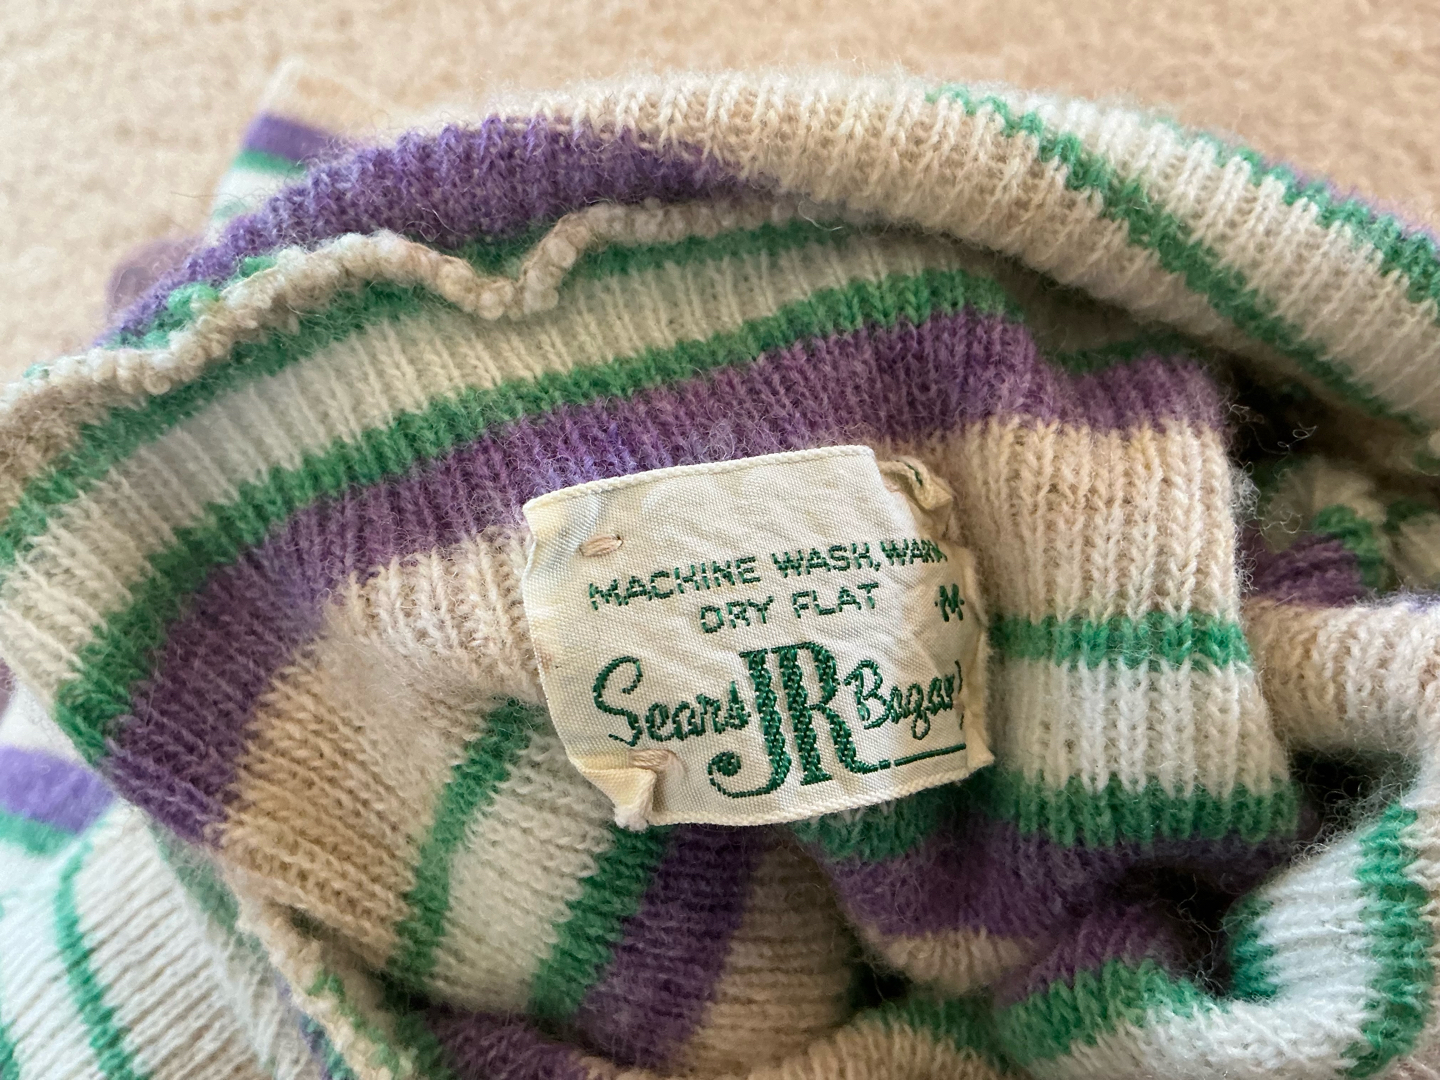 MACHINE WASH, WARM
DRY FLAT
·M·
Sears JR Bazaar